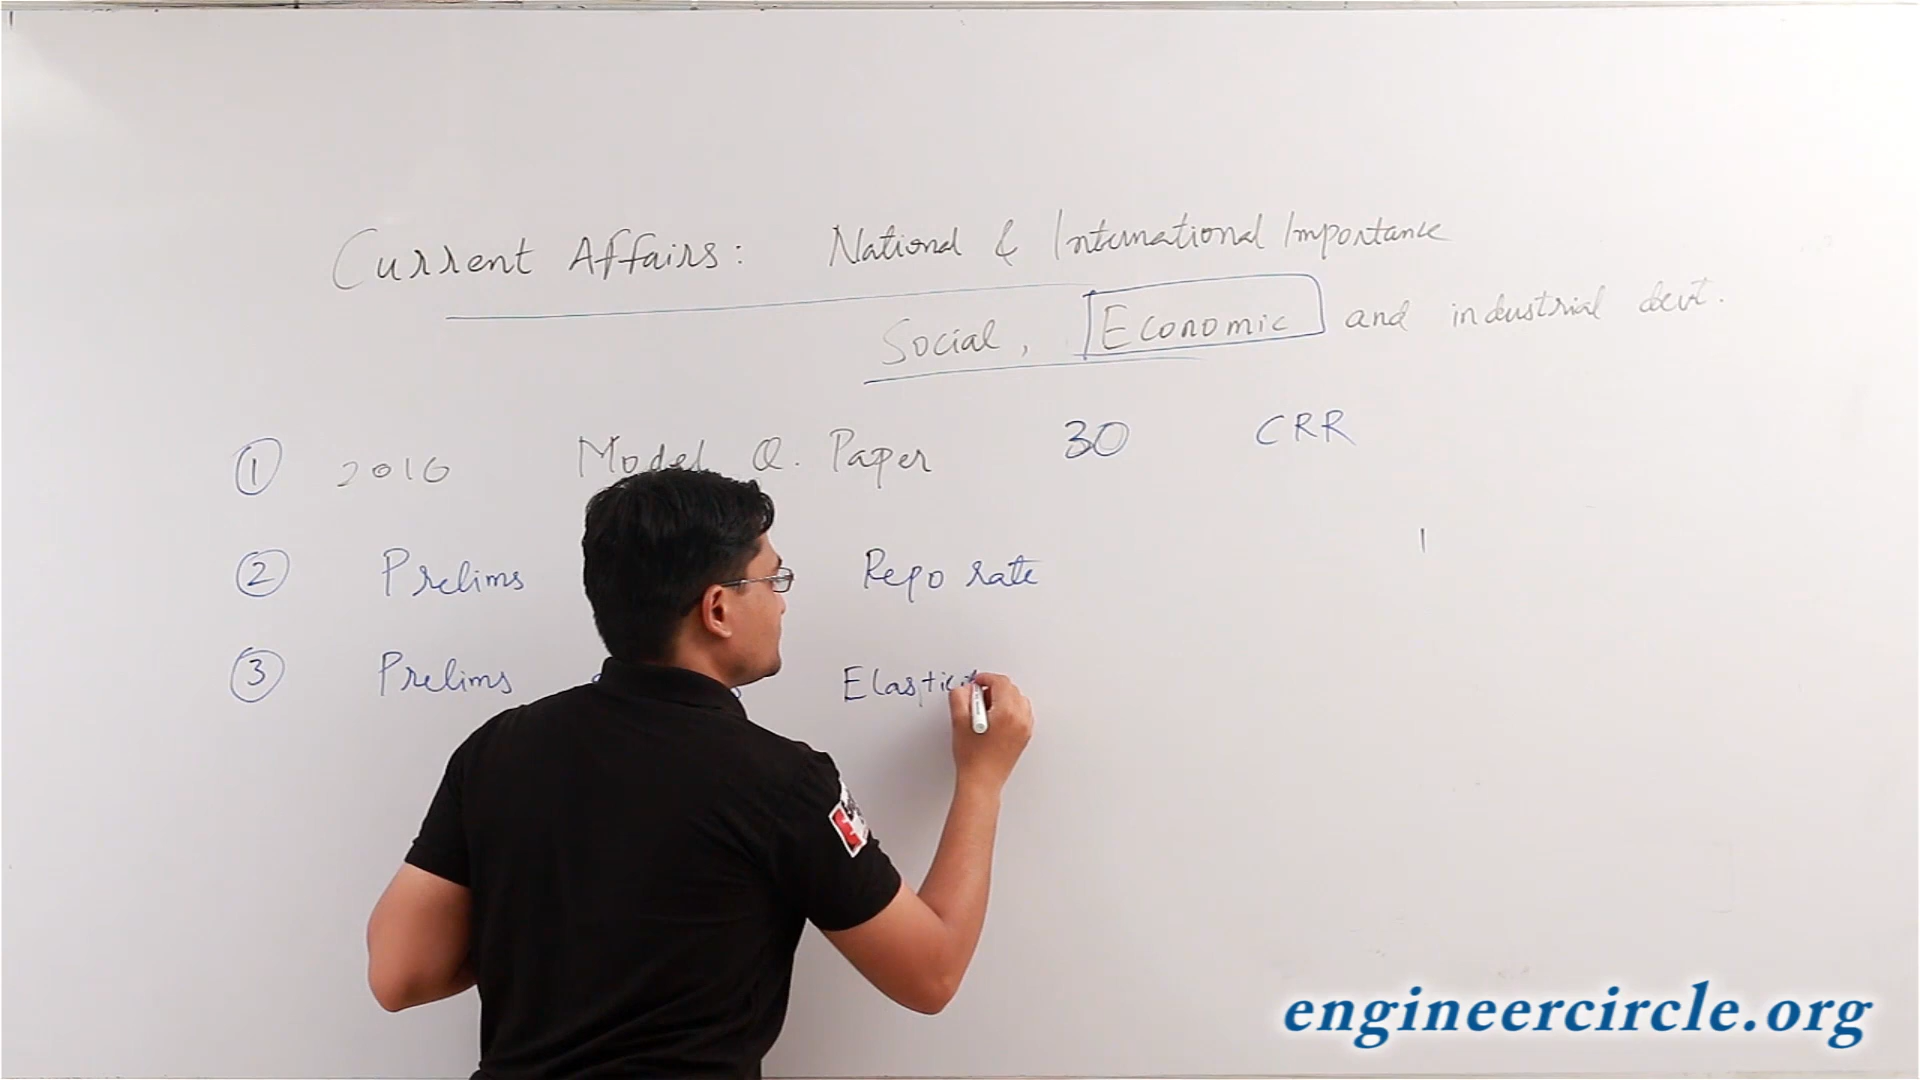 Current Affairs: National & International Importance
Social, Economic and industrial devt.
1 2016 Model Q. Paper 30 CRR
2 Prelims Repo rate
3 Prelims
engineercircle.org